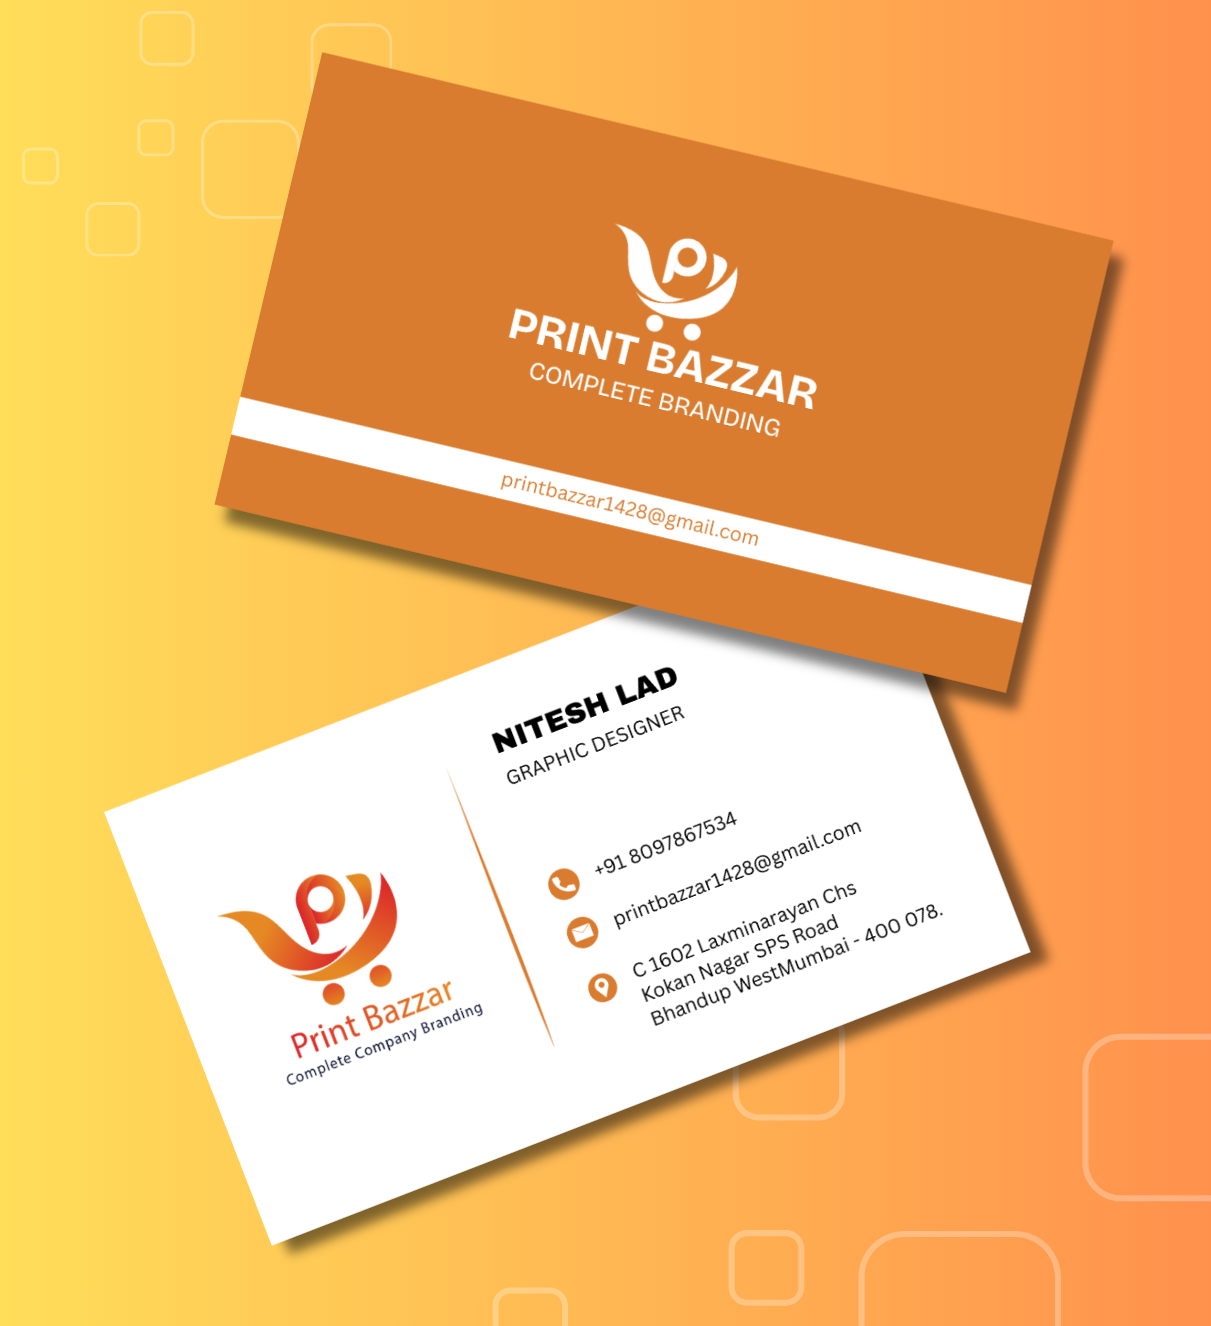 PRINT BAZZAR
COMPLETE BRANDING
printbazzar1428@gmail.com
NITESH LAD
GRAPHIC DESIGNER
+91 8097867534
printbazzar1428@gmail.com
C 1602 Laxminarayan Chs
Kokan Nagar SPS Road
Bhandup WestMumbai - 400 078.
Print Bazzar
Complete Company Branding